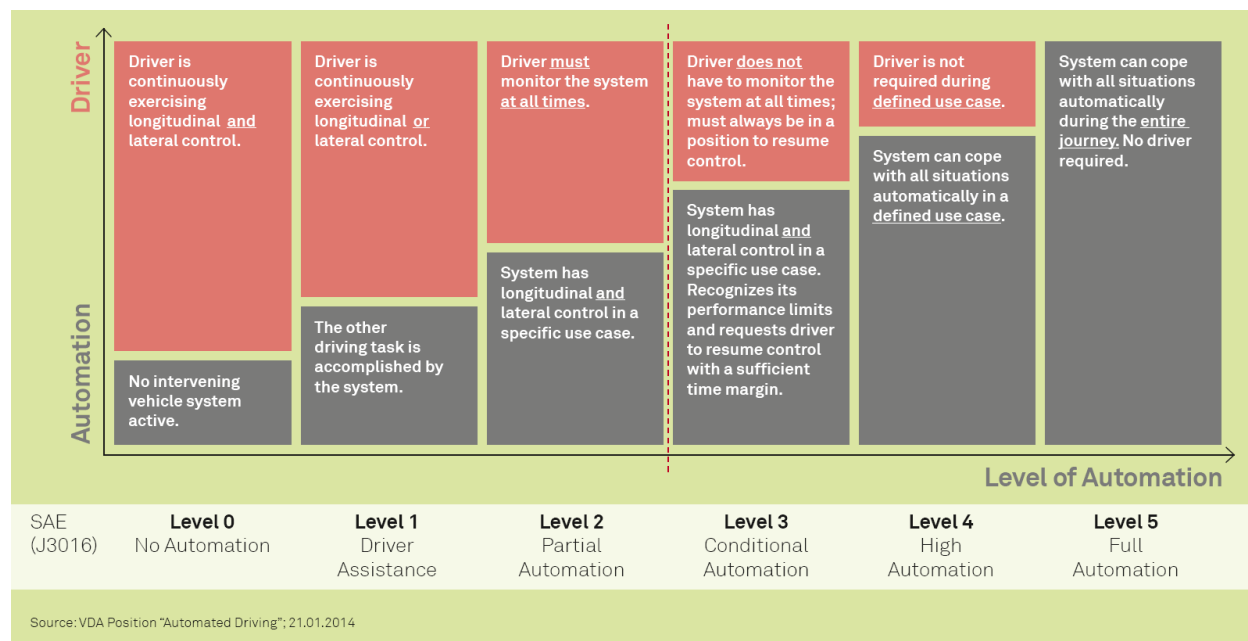 Driver
Automation
Driver is
continuously
exercising
longitudinal and
lateral control.
No intervening
vehicle system
active.
Driver is
continuously
exercising
longitudinal or
lateral control.
The other
driving task is
accomplished by
the system.
Driver must
monitor the system
at all times.
System has
longitudinal and
lateral control in a
specific use case.
Driver does not
have to monitor the
system at all times;
must always be in a
position to resume
control.
System has
longitudinal and
lateral control in a
specific use case.
Recognizes its
performance limits
and requests driver
to resume control
with a sufficient
time margin.
Driver is not
required during
defined use case.
System can cope
with all situations
automatically in a
defined use case.
System can cope
with all situations
automatically
during the entire
journey. No driver
required.
Level of Automation
SAE
(J3016)
Level 0
No Automation
Level 1
Driver
Assistance
Level 2
Partial
Automation
Level 3
Conditional
Automation
Level 4
High
Automation
Level 5
Full
Automation
Source: VDA Position “Automated Driving”; 21.01.2014